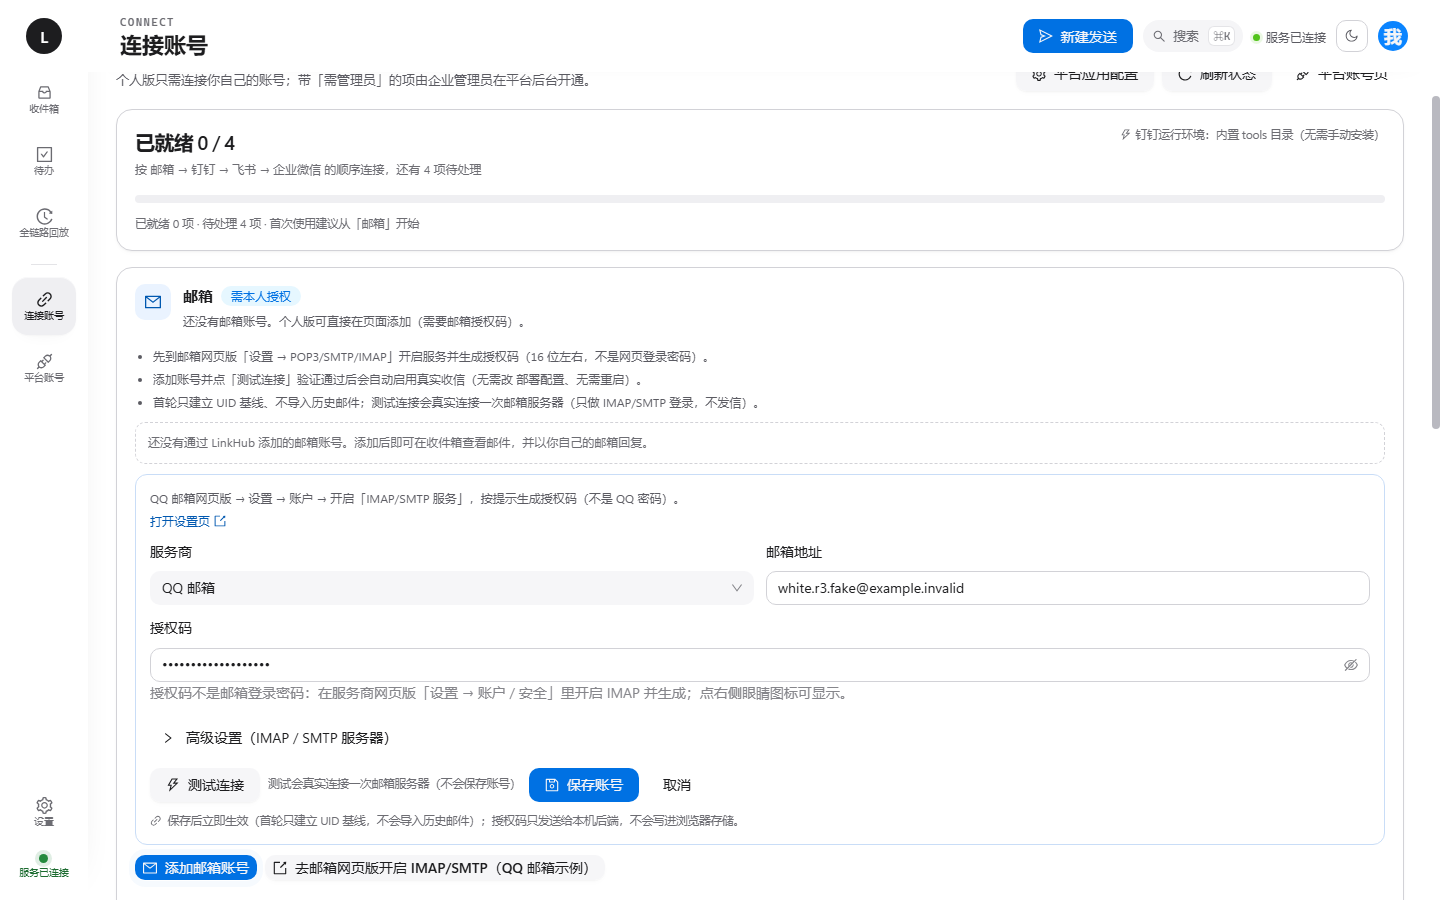 L
CONNECT
连接账号
新建发送
搜索 ⌘K
服务已连接
我
收件箱
待办
全链路回放
连接账号
平台账号
设置
服务已连接
个人版只需连接你自己的账号；带「需管理员」的项由企业管理员在平台后台开通。
平台应用配置
刷新状态
平台账号页
已就绪 0 / 4
钉钉运行环境：内置 tools 目录（无需手动安装）
按 邮箱 → 钉钉 → 飞书 → 企业微信 的顺序连接，还有 4 项待处理
已就绪 0 项 · 待处理 4 项 · 首次使用建议从「邮箱」开始
邮箱 需本人授权
还没有邮箱账号。个人版可直接在页面添加（需要邮箱授权码）。
• 先到邮箱网页版「设置 → POP3/SMTP/IMAP」开启服务并生成授权码（16 位左右，不是网页登录密码）。
• 添加账号并点「测试连接」验证通过后会自动启用真实收信（无需改 部署配置、无需重启）。
• 首轮只建立 UID 基线、不导入历史邮件；测试连接会真实连接一次邮箱服务器（只做 IMAP/SMTP 登录，不发信）。
还没有通过 LinkHub 添加的邮箱账号。添加后即可在收件箱查看邮件，并以你自己的邮箱回复。
QQ 邮箱网页版 → 设置 → 账户 → 开启「IMAP/SMTP 服务」，按提示生成授权码（不是 QQ 密码）。
打开设置页
服务商
邮箱地址
QQ 邮箱
white.r3.fake@example.invalid
授权码
•••••••••••••••••••
授权码不是邮箱登录密码：在服务商网页版「设置 → 账户 / 安全」里开启 IMAP 并生成；点右侧眼睛图标可显示。
高级设置（IMAP / SMTP 服务器）
测试连接
测试会真实连接一次邮箱服务器（不会保存账号）
保存账号
取消
保存后立即生效（首轮只建立 UID 基线，不会导入历史邮件）；授权码只发送给本机后端，不会写进浏览器存储。
添加邮箱账号
去邮箱网页版开启 IMAP/SMTP（QQ 邮箱示例）